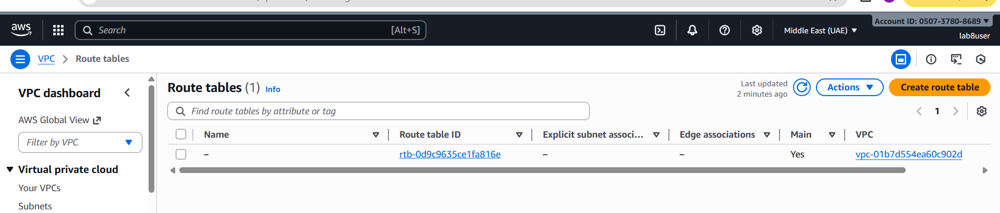 aws
Search [Alt+S]
Middle East (UAE)
Account ID: 0507-3780-8689
lab8user
VPC
Route tables
VPC dashboard
AWS Global View
Filter by VPC
Virtual private cloud
Your VPCs
Subnets
Route tables (1) Info
Last updated
2 minutes ago
Actions
Create route table
Find route tables by attribute or tag
1
Name Route table ID Explicit subnet associ... Edge associations Main VPC
– rtb-0d9c9635ce1fa816e – – Yes vpc-01b7d554ea60c902d